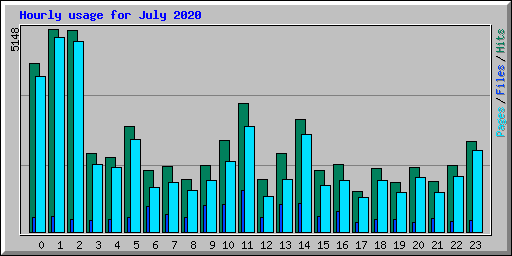 Hourly usage for July 2020
5148
Pages/Files/Hits
0 1 2 3 4 5 6 7 8 9 10 11 12 13 14 15 16 17 18 19 20 21 22 23